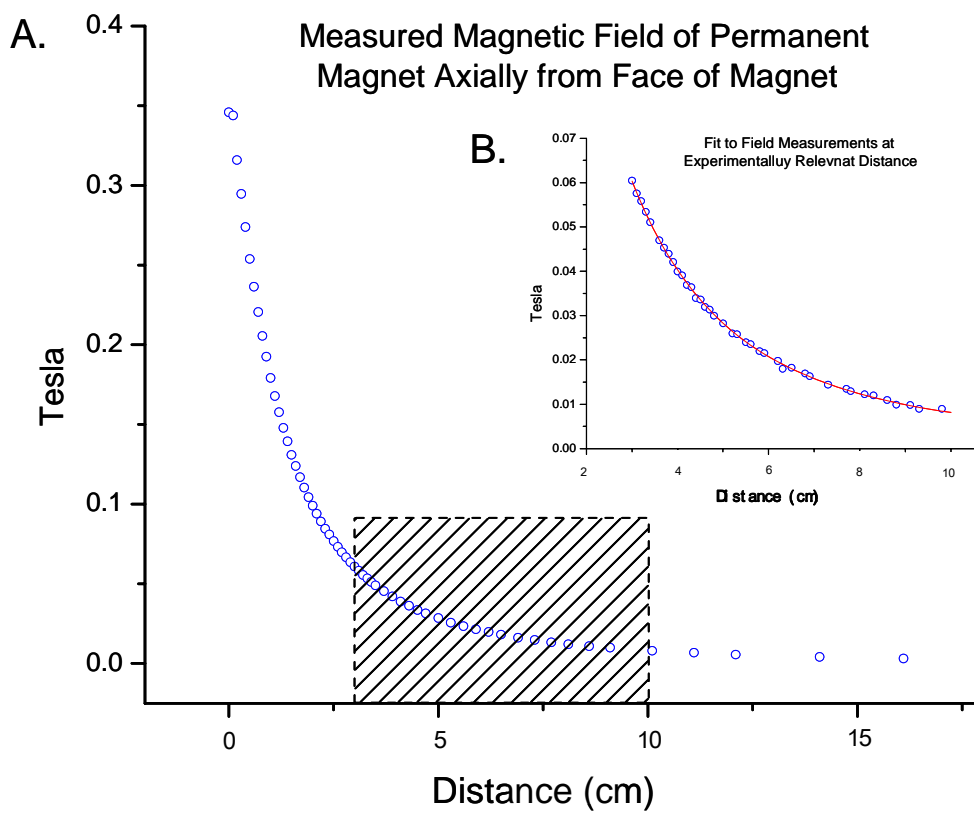 A.
Measured Magnetic Field of Permanent
Magnet Axially from Face of Magnet
0.4
0.3
0.2
0.1
0.0
Tesla
0
5
10
15
Distance (cm)
B.
Fit to Field Measurements at
Experimentalluy Relevnat Distance
0.07
0.06
0.05
0.04
0.03
0.02
0.01
0.00
Tesla
2
4
6
8
10
Distance (cm)